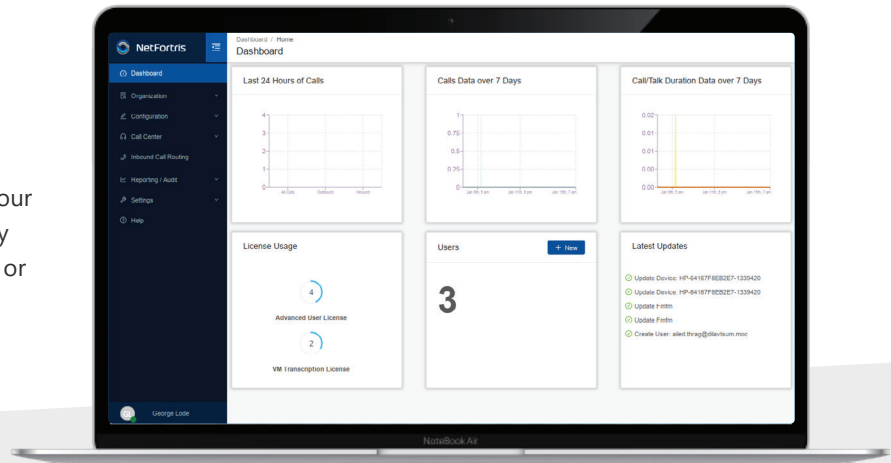 our
y
or
NetFortris
Dashboard / Home
Dashboard
Dashboard
Organization
Configuration
Call Center
Inbound Call Routing
Reporting / Audit
Settings
Help
George Lode
Last 24 Hours of Calls
4
3
2
1
0
All Calls Outbound Inbound
Calls Data over 7 Days
1
0.75
0.5
0.25
0
Call/Talk Duration Data over 7 Days
0.02
0.01
0.01
0.00
0.00
License Usage
4
Advanced User License
2
VM Transcription License
Users
+ New
3
Latest Updates
Update Device: HP-64167F8EB2E7-1339420
Update Device: HP-64167F8EB2E7-1339420
Update Fmfm
Update Fmfm
Create User:
NoteBook Air